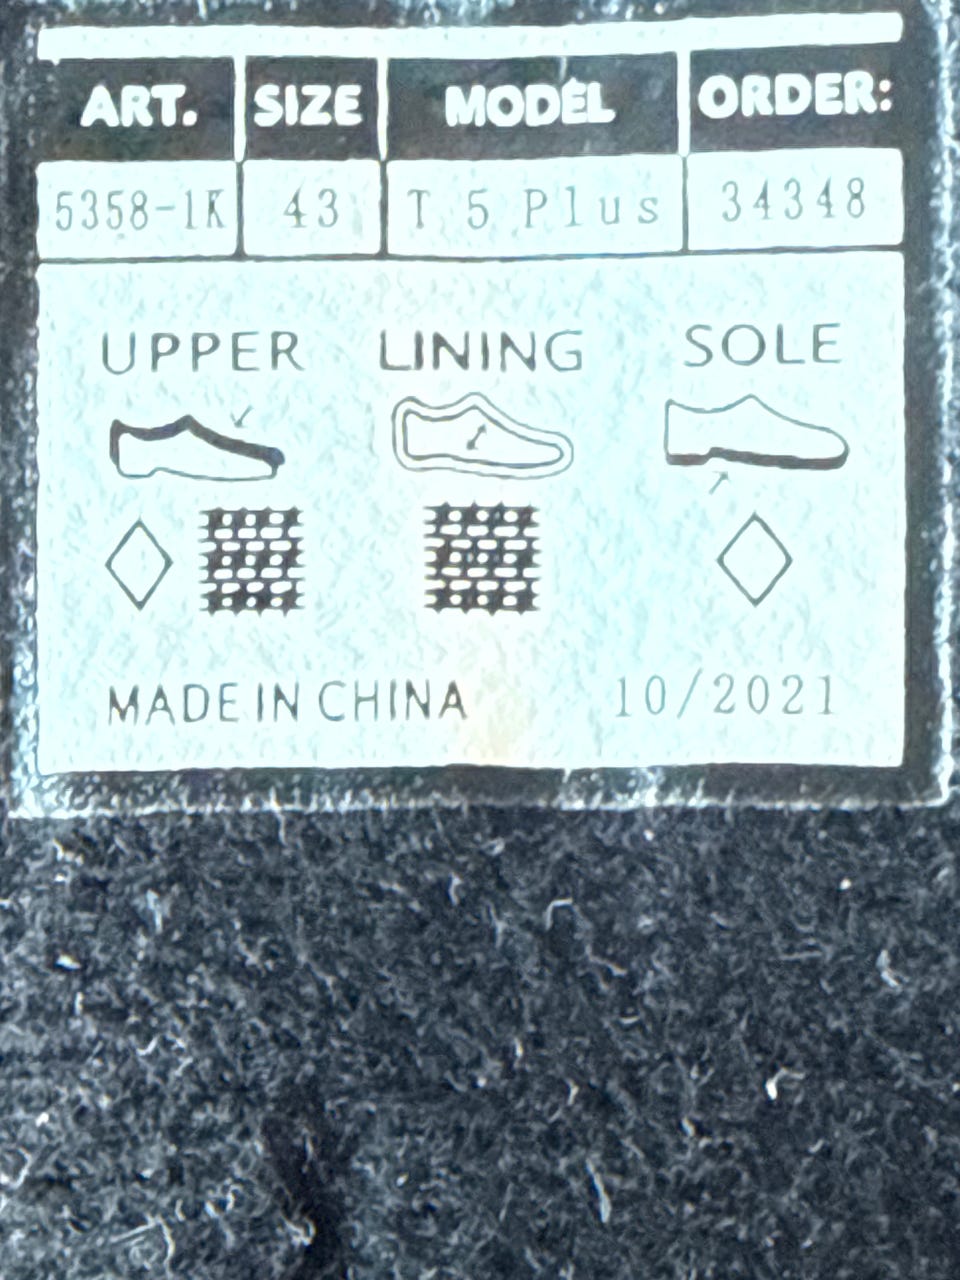 ART. SIZE MODEL ORDER:
5358-1K 43 T 5 Plus 34348
UPPER LINING SOLE
MADE IN CHINA 10/2021